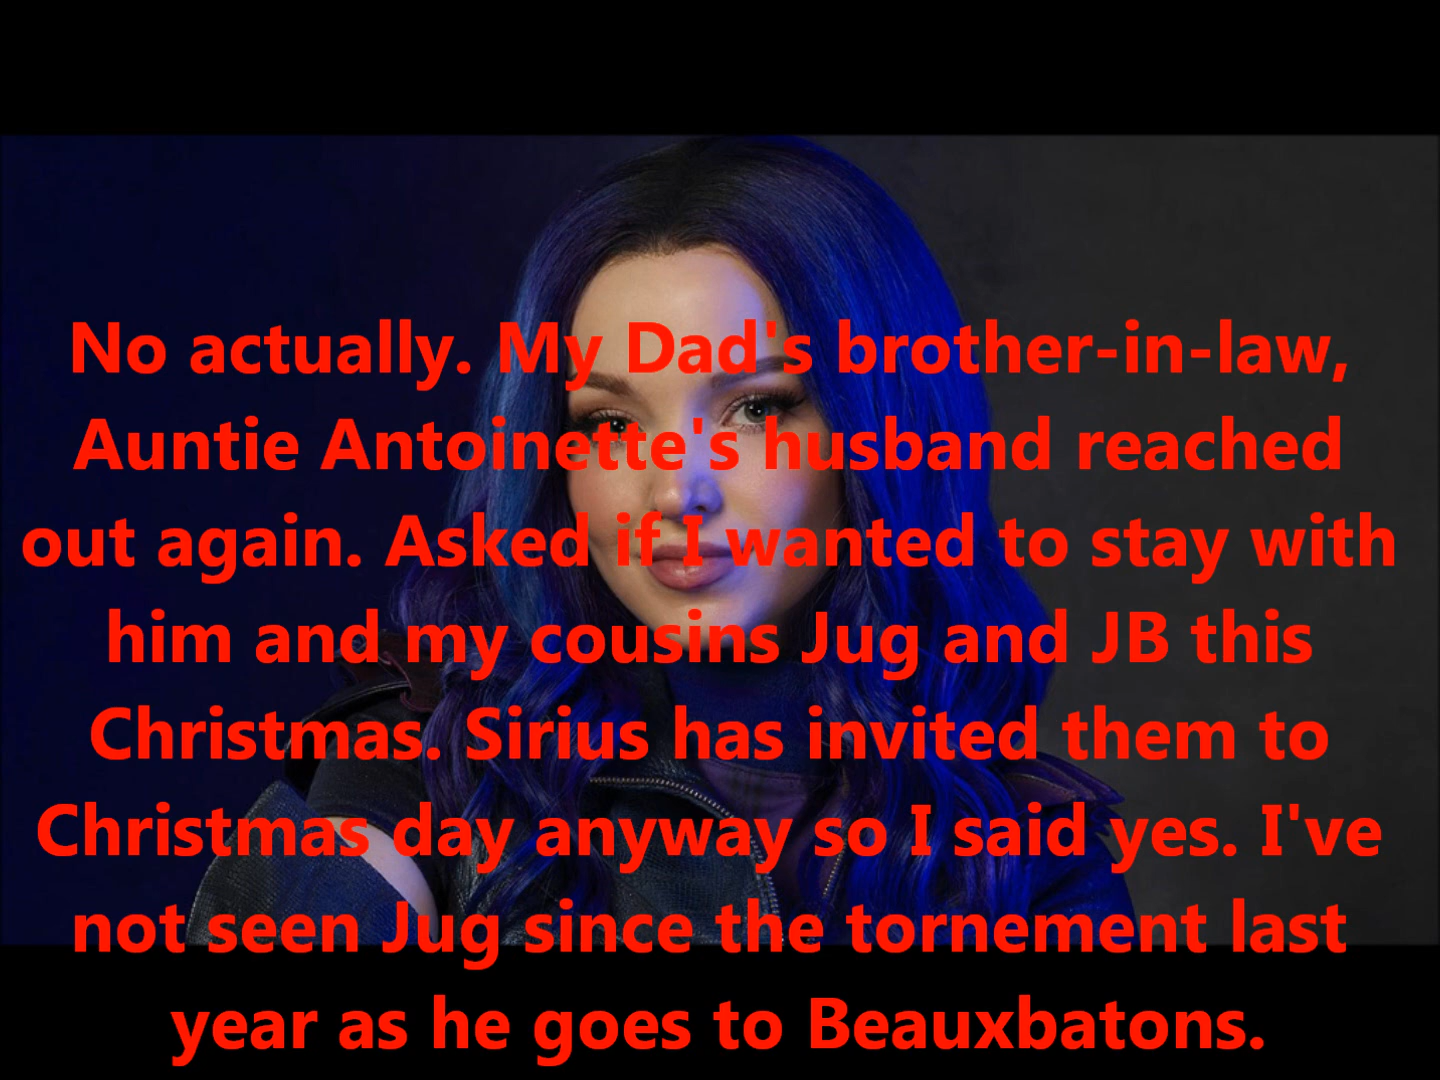 No actually. My Dad's brother-in-law,
Auntie Antoinette's husband reached
out again. Asked if I wanted to stay with
him and my cousins Jug and JB this
Christmas. Sirius has invited them to
Christmas day anyway so I said yes. I've
not seen Jug since the tornement last
year as he goes to Beauxbatons.